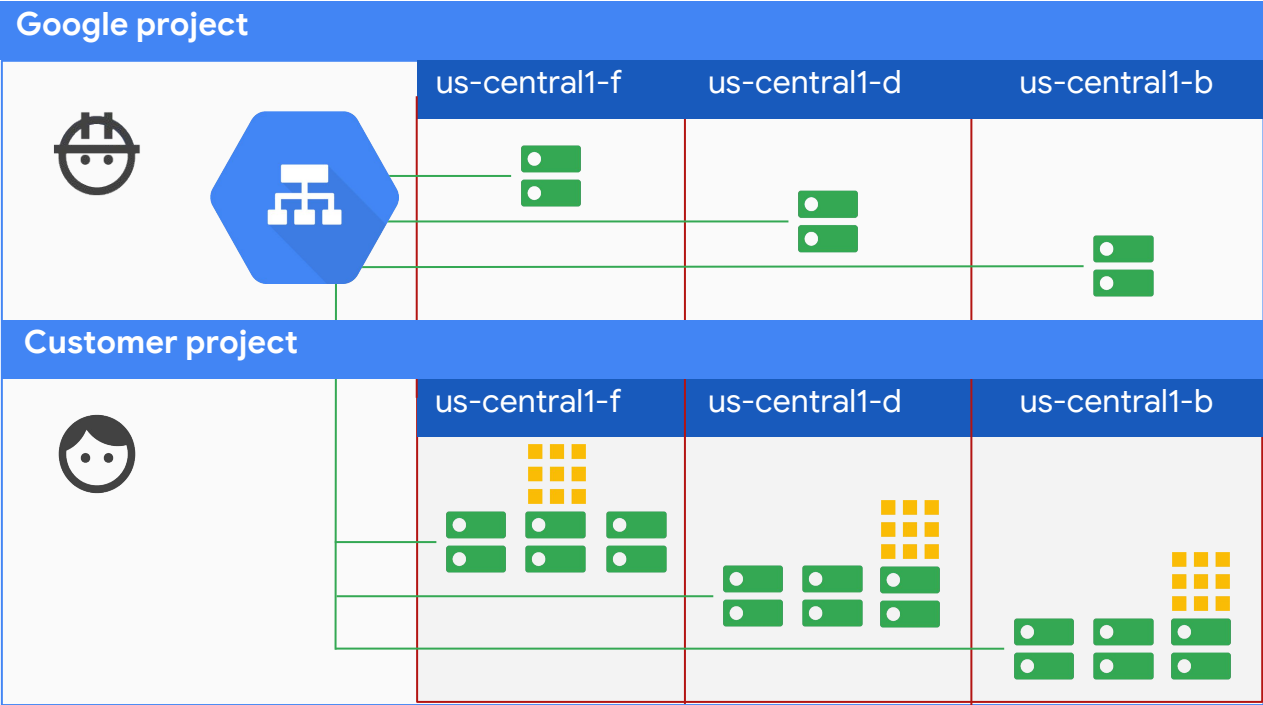 Google project
us-central1-f
us-central1-d
us-central1-b
Customer project
us-central1-f
us-central1-d
us-central1-b